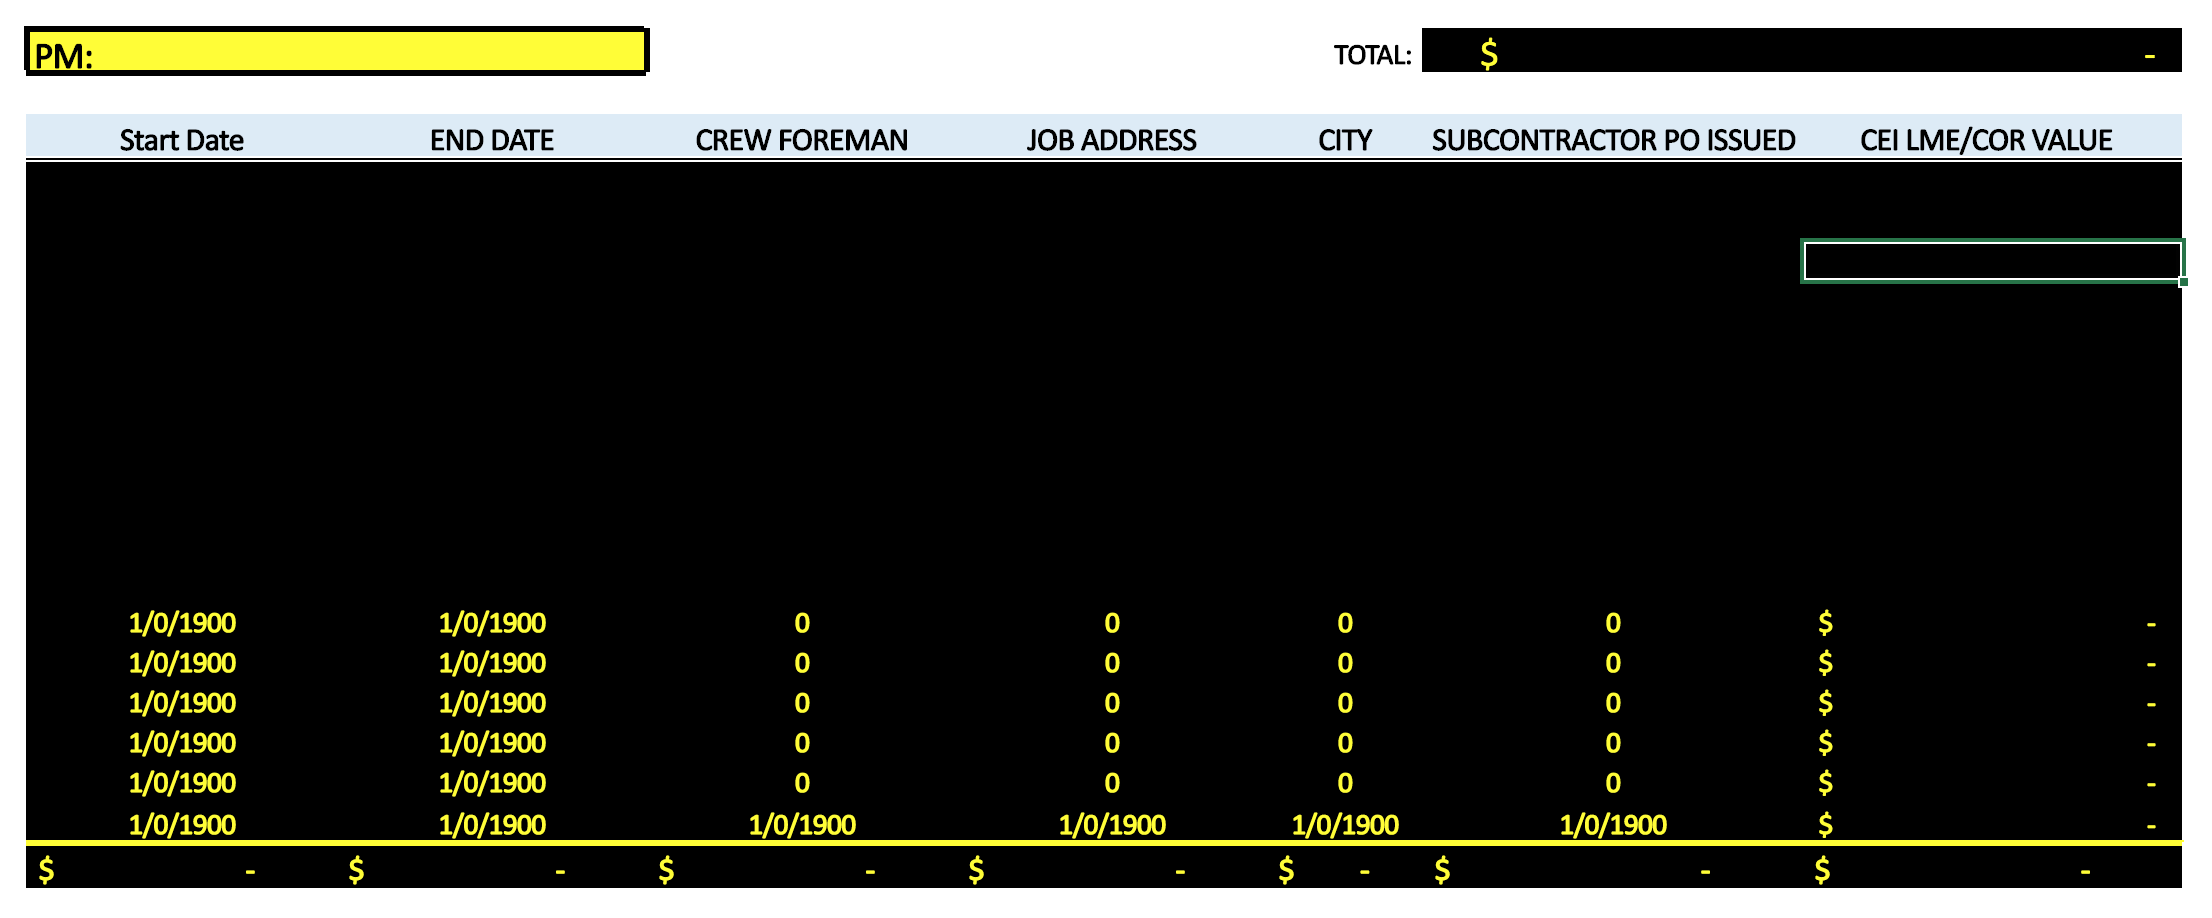 PM: TOTAL: $ -
Start Date END DATE CREW FOREMAN JOB ADDRESS CITY SUBCONTRACTOR PO ISSUED CEI LME/COR VALUE
1/0/1900 1/0/1900 0 0 0 0 $ -
1/0/1900 1/0/1900 0 0 0 0 $ -
1/0/1900 1/0/1900 0 0 0 0 $ -
1/0/1900 1/0/1900 0 0 0 0 $ -
1/0/1900 1/0/1900 0 0 0 0 $ -
1/0/1900 1/0/1900 1/0/1900 1/0/1900 1/0/1900 1/0/1900 $ -
$ - $ - $ - $ - $ - $ - $ -